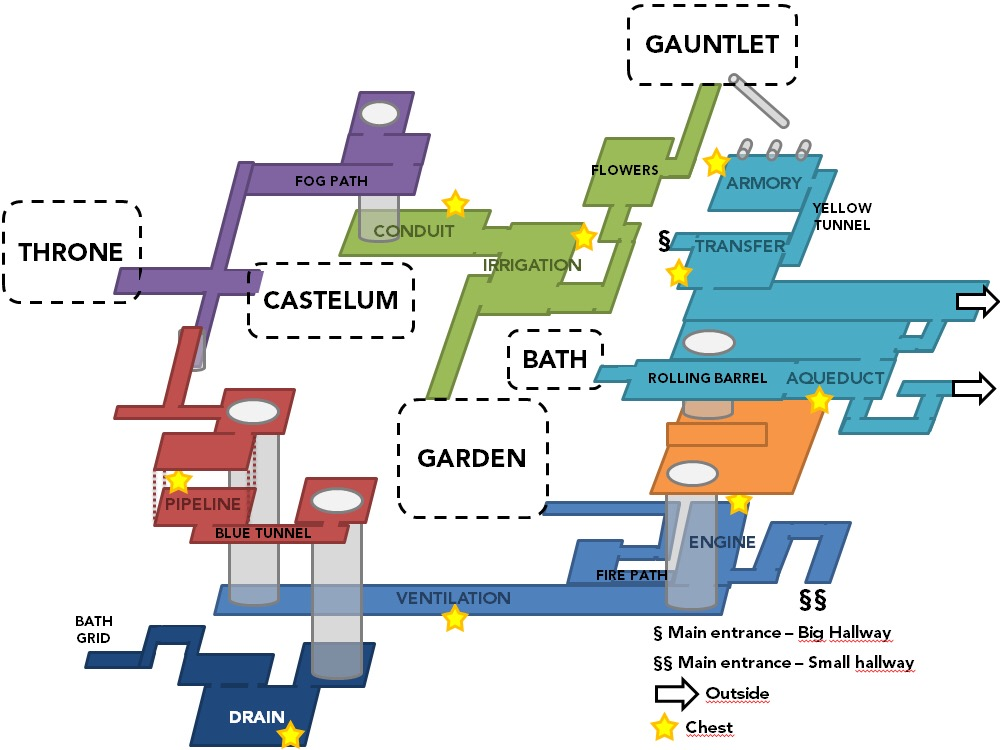 GAUNTLET
FLOWERS
ARMORY
FOG PATH
YELLOW
TUNNEL
CONDUIT
§
TRANSFER
THRONE
IRRIGATION
CASTELUM
BATH
ROLLING BARREL
AQUEDUCT
GARDEN
PIPELINE
BLUE TUNNEL
ENGINE
FIRE PATH
VENTILATION
§§
BATH
GRID
§ Main entrance – Big Hallway
§§ Main entrance – Small hallway
Outside
DRAIN
Chest